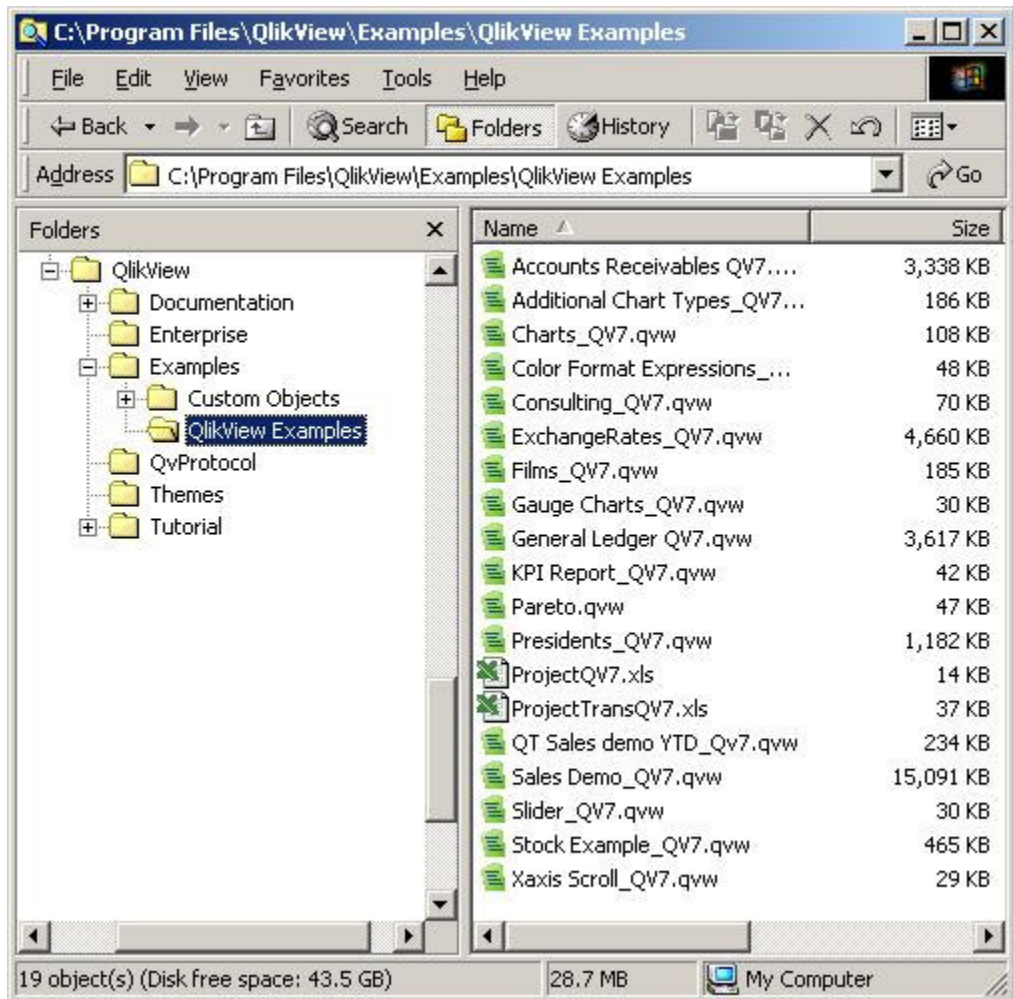 C:\Program Files\QlikView\Examples\QlikView Examples
File Edit View Favorites Tools Help
Back Search Folders History
Address C:\Program Files\QlikView\Examples\QlikView Examples Go
Folders
QlikView
Documentation
Enterprise
Examples
Custom Objects
QlikView Examples
QvProtocol
Themes
Tutorial
Name Size
Accounts Receivables QV7.... 3,338 KB
Additional Chart Types_QV7... 186 KB
Charts_QV7.qvw 108 KB
Color Format Expressions_... 48 KB
Consulting_QV7.qvw 70 KB
ExchangeRates_QV7.qvw 4,660 KB
Films_QV7.qvw 185 KB
Gauge Charts_QV7.qvw 30 KB
General Ledger QV7.qvw 3,617 KB
KPI Report_QV7.qvw 42 KB
Pareto.qvw 47 KB
Presidents_QV7.qvw 1,182 KB
ProjectQV7.xls 14 KB
ProjectTransQV7.xls 37 KB
QT Sales demo YTD_Qv7.qvw 234 KB
Sales Demo_QV7.qvw 15,091 KB
Slider_QV7.qvw 30 KB
Stock Example_QV7.qvw 465 KB
Xaxis Scroll_QV7.qvw 29 KB
19 object(s) (Disk free space: 43.5 GB) 28.7 MB My Computer